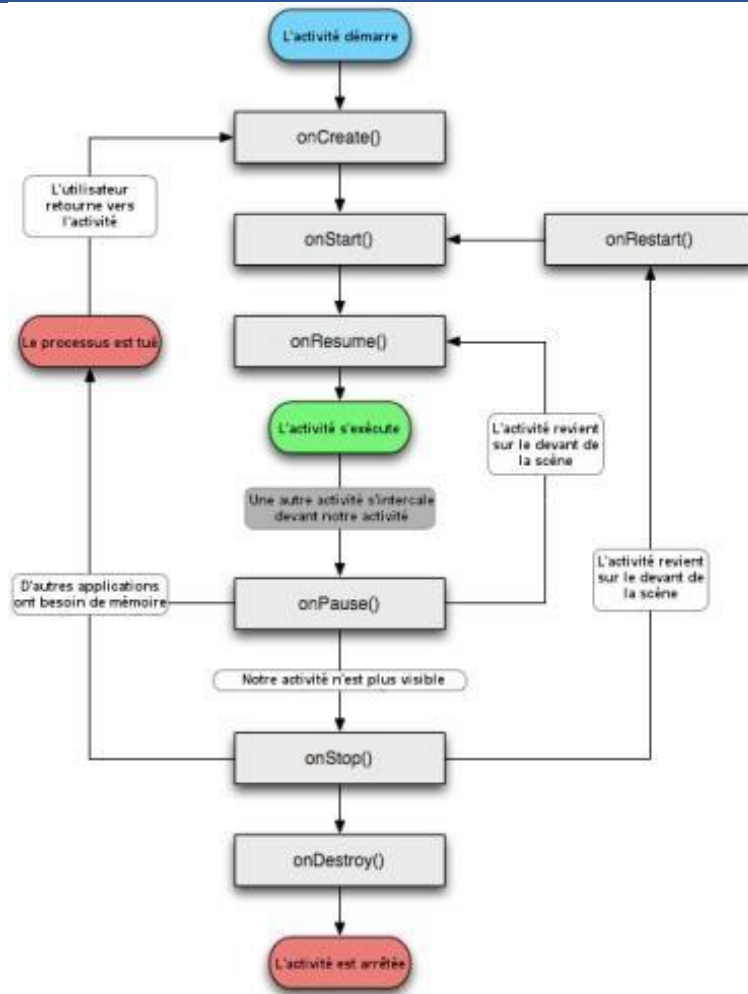 L'activité démarre
onCreate()
L'utilisateur
retourne vers
l'activité
onStart()
onRestart()
Le processus est tué
onResume()
L'activité s'exécute
L'activité revient
sur le devant de
la scène
Une autre activité s'intercale
devant notre activité
L'activité revient
sur le devant de
la scène
D'autres applications
ont besoin de mémoire
onPause()
Notre activité n'est plus visible
onStop()
onDestroy()
L'activité est arrêtée